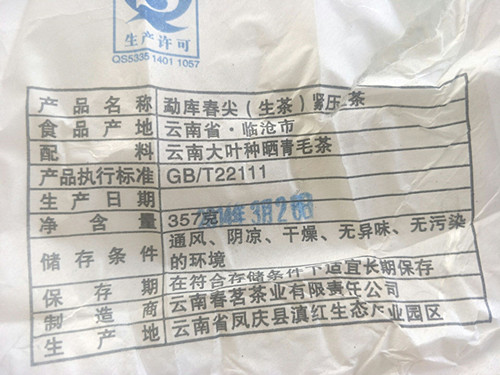 生产许可
QS5335 1401 1057
产品名称 勐库春尖（生茶）紧压茶
食品产地 云南省·临沧市
配料 云南大叶种晒青毛茶
产品执行标准 GB/T22111
生产日期
2014年3月26日
净含量 357克
储存条件 通风、阴凉、干燥、无异味、无污染
的环境
保存期 在符合存储条件下适宜长期保存
制造商 云南春茗茶业有限责任公司
生产地 云南省凤庆县滇红生态产业园区